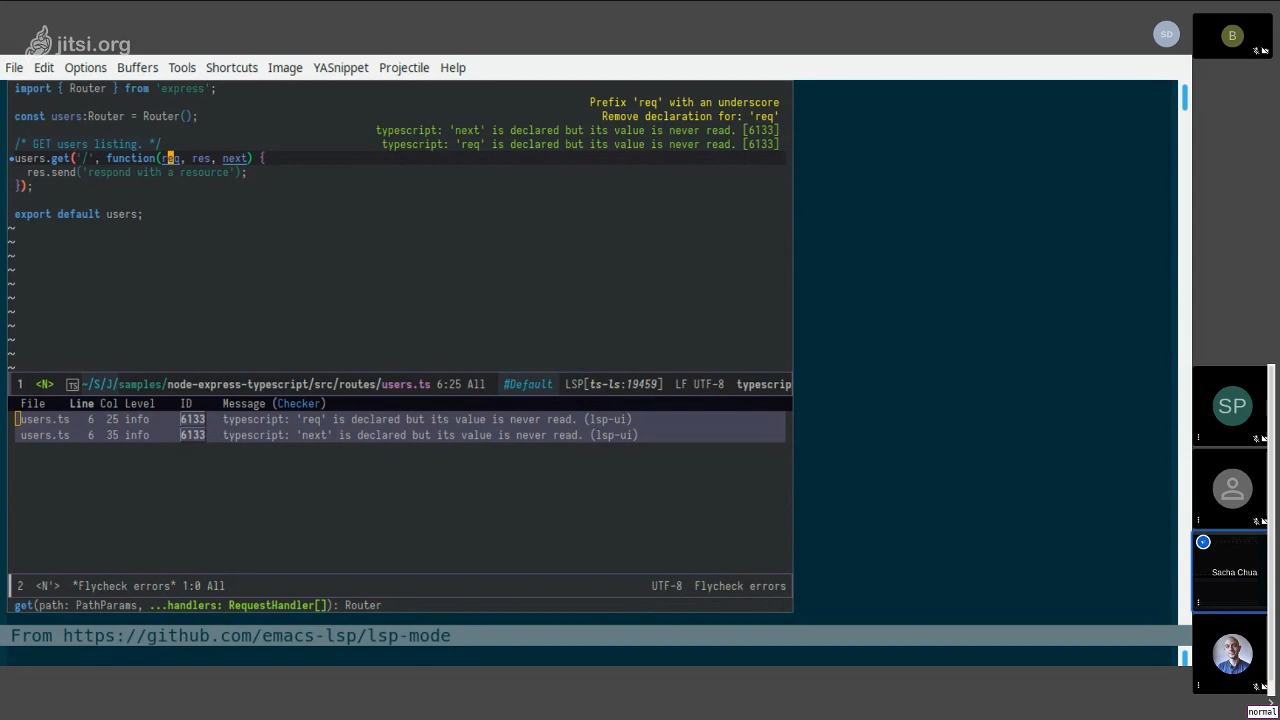 jitsi.org
SD
B
File Edit Options Buffers Tools Shortcuts Image YASnippet Projectile Help
import { Router } from 'express';
Prefix 'req' with an underscore
const users:Router = Router();
Remove declaration for: 'req'
typescript: 'next' is declared but its value is never read. [6133]
/* GET users listing. */
typescript: 'req' is declared but its value is never read. [6133]
users.get('/', function(req, res, next) {
res.send('respond with a resource');
});
export default users;
~
~
~
~
~
~
~
~
~
~
~
1 <N> TS ~/S/J/samples/node-express-typescript/src/routes/users.ts 6:25 All #Default LSP[ts-ls:19459] LF UTF-8 typescrip
File Line Col Level ID Message (Checker)
users.ts 6 25 info 6133 typescript: 'req' is declared but its value is never read. (lsp-ui)
users.ts 6 35 info 6133 typescript: 'next' is declared but its value is never read. (lsp-ui)
SP
Sacha Chua
2 <N'> *Flycheck errors* 1:0 All UTF-8 Flycheck errors
get(path: PathParams, ...handlers: RequestHandler[]): Router
From https://github.com/emacs-lsp/lsp-mode
normal